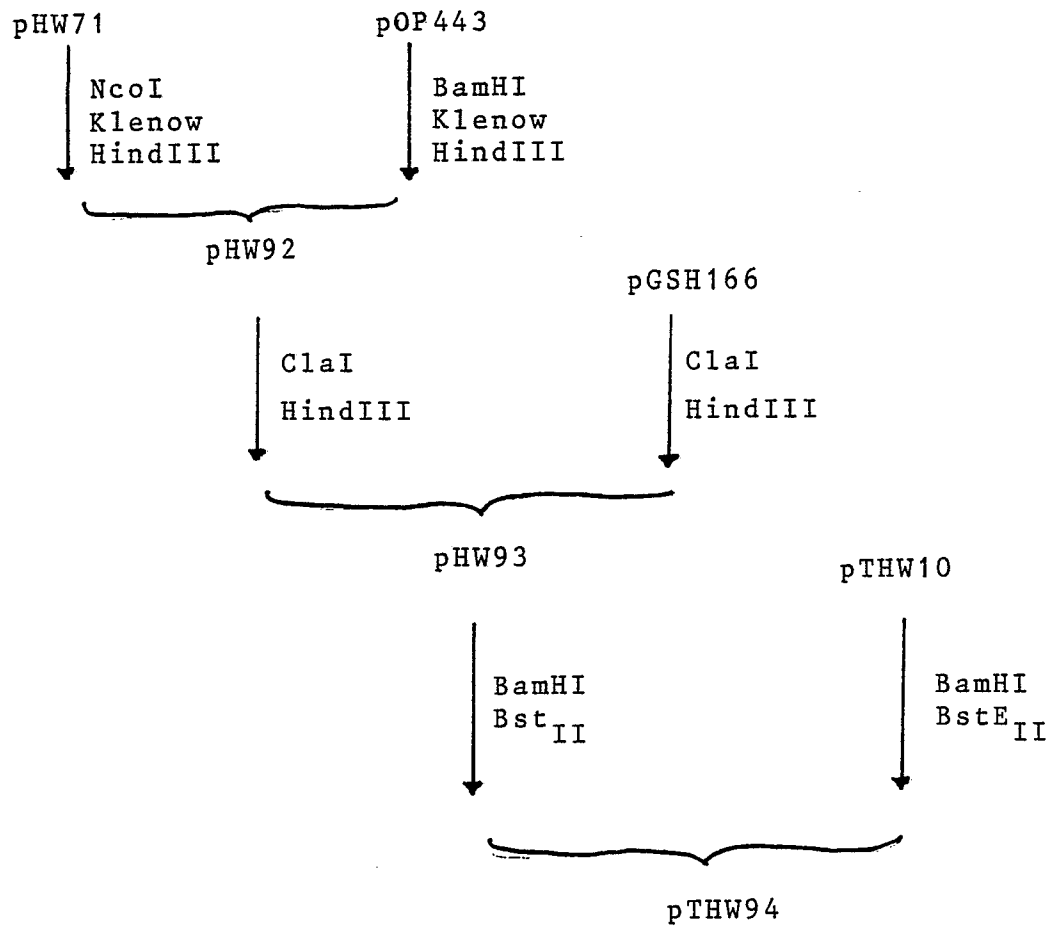 pHW71 pOP443
NcoI BamHI
Klenow Klenow
HindIII HindIII
pHW92
pGSH166
ClaI ClaI
HindIII HindIII
pHW93 pTHW10
BamHI BamHI
BstII BstEII
pTHW94